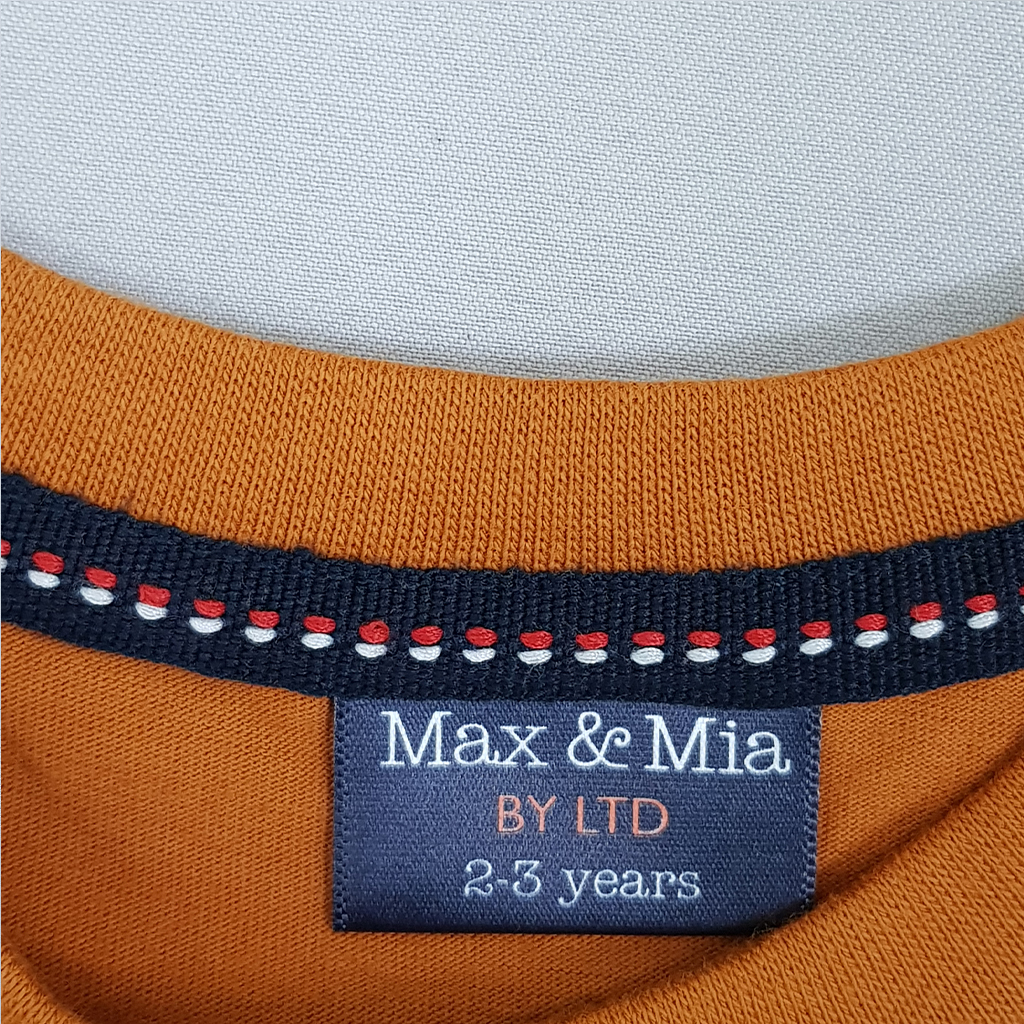 Max & Mia
BY LTD
2-3 years